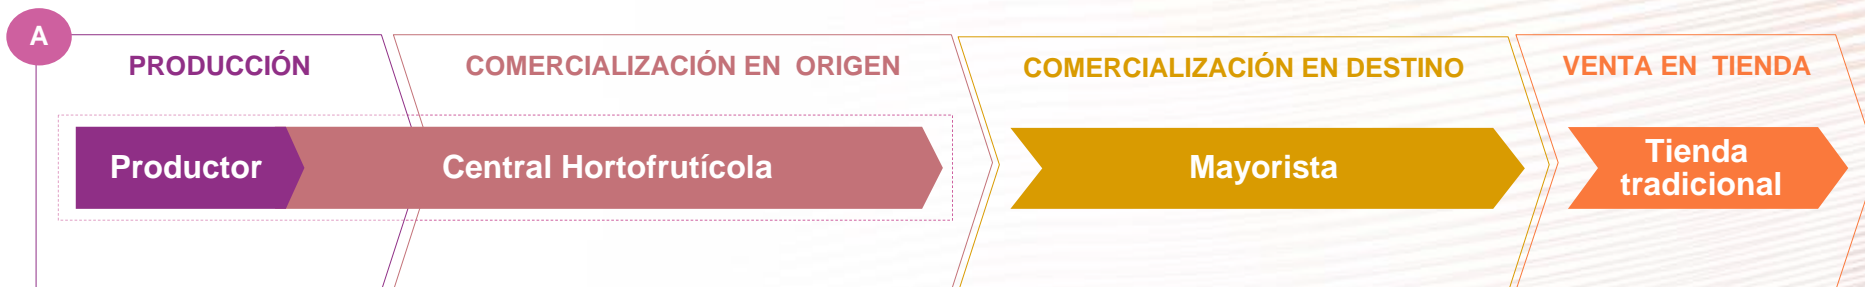 A
PRODUCCIÓN
COMERCIALIZACIÓN EN ORIGEN
COMERCIALIZACIÓN EN DESTINO
VENTA EN TIENDA
Productor
Central Hortofrutícola
Mayorista
Tienda
tradicional